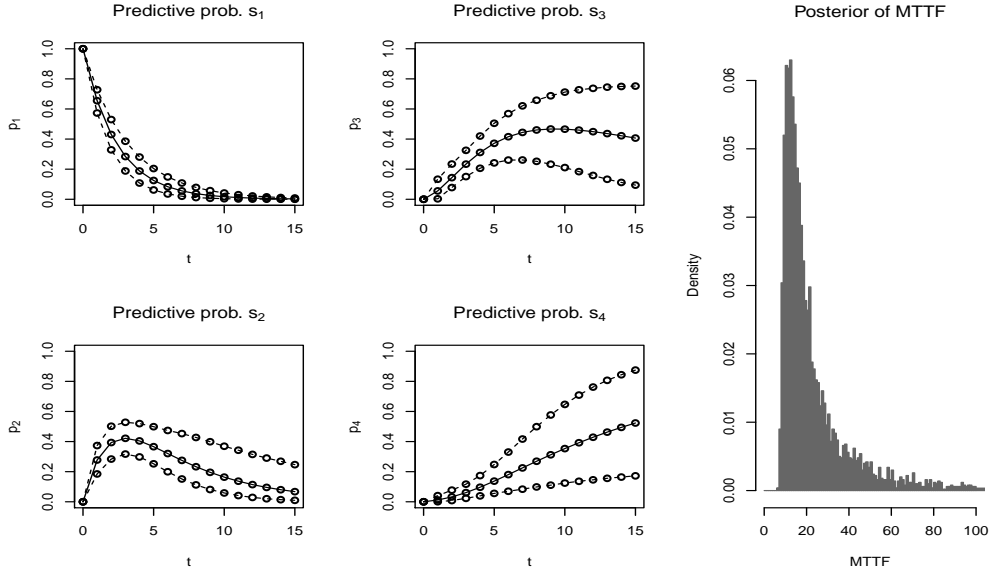 Predictive prob. s1
p1
0.0 0.2 0.4 0.6 0.8 1.0
0 5 10 15
t
Predictive prob. s3
p3
0.0 0.2 0.4 0.6 0.8 1.0
0 5 10 15
t
Predictive prob. s2
p2
0.0 0.2 0.4 0.6 0.8 1.0
0 5 10 15
t
Predictive prob. s4
p4
0.0 0.2 0.4 0.6 0.8 1.0
0 5 10 15
t
Posterior of MTTF
Density
0.00 0.01 0.02 0.03 0.04 0.05 0.06
0 20 40 60 80 100
MTTF